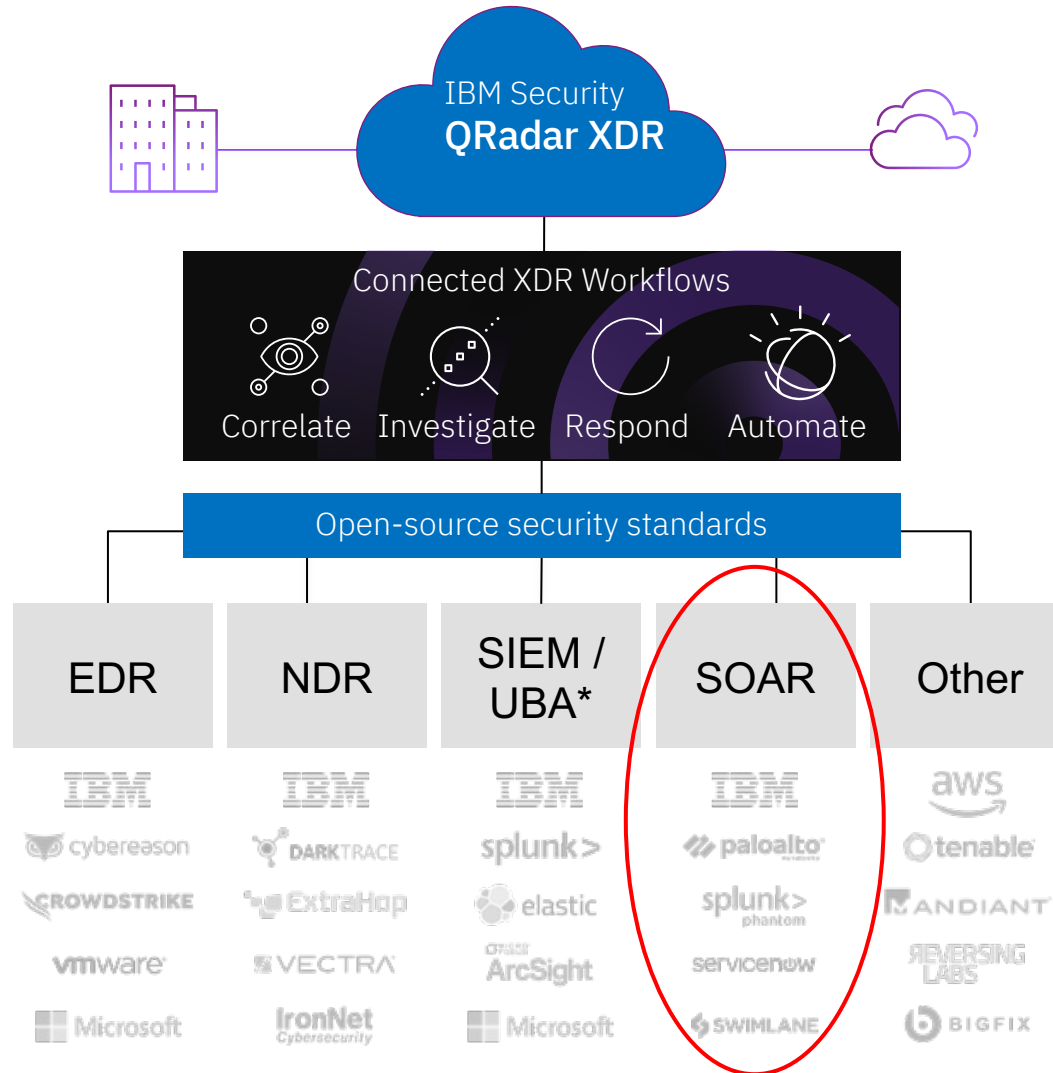 IBM Security
QRadar XDR
Connected XDR Workflows
Correlate Investigate Respond Automate
Open-source security standards
EDR
NDR
SIEM /
UBA*
SOAR
Other
IBM
cybereason
CROWDSTRIKE
vmware
Microsoft
IBM
DARKTRACE
ExtraHop
VECTRA
IronNet
Cybersecurity
IBM
splunk>
elastic
ArcSight
Microsoft
IBM
paloalto
splunk>
phantom
servicenow
SWIMLANE
aws
tenable
MANDIANT
REVERSING
LABS
BIGFIX